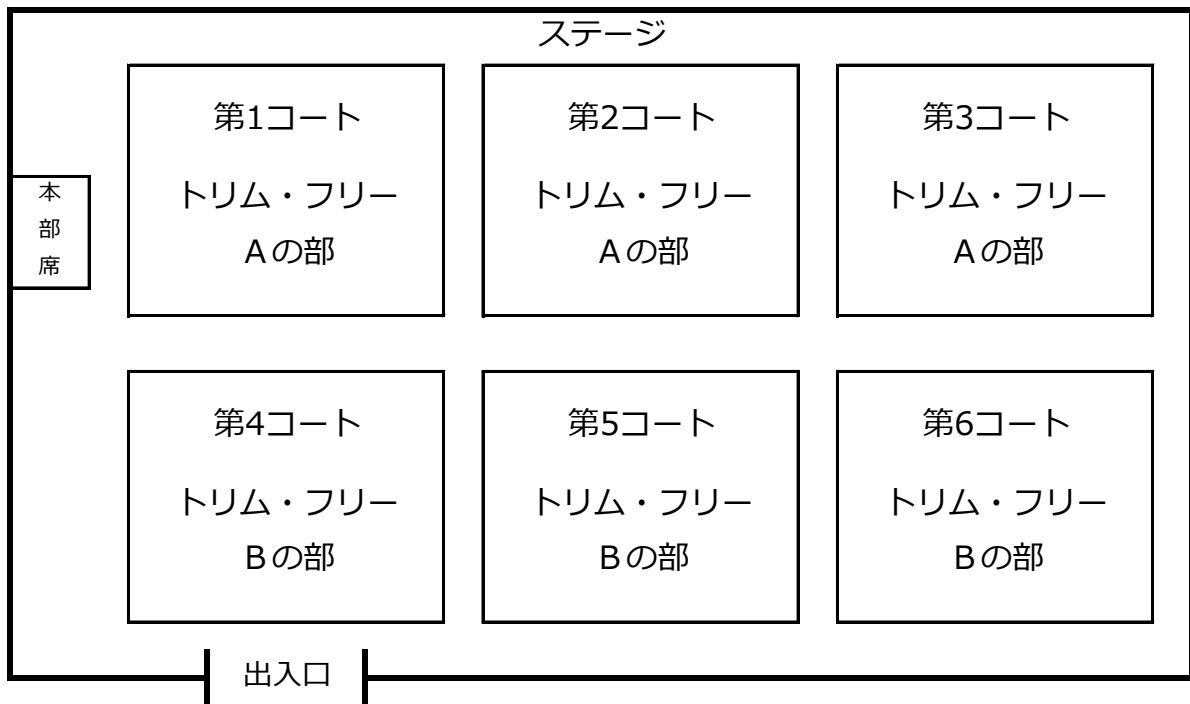 ステージ
第1コート
トリム・フリー
Ａの部
第2コート
トリム・フリー
Ａの部
第3コート
トリム・フリー
Ａの部
本部席
第4コート
トリム・フリー
Ｂの部
第5コート
トリム・フリー
Ｂの部
第6コート
トリム・フリー
Ｂの部
出入口